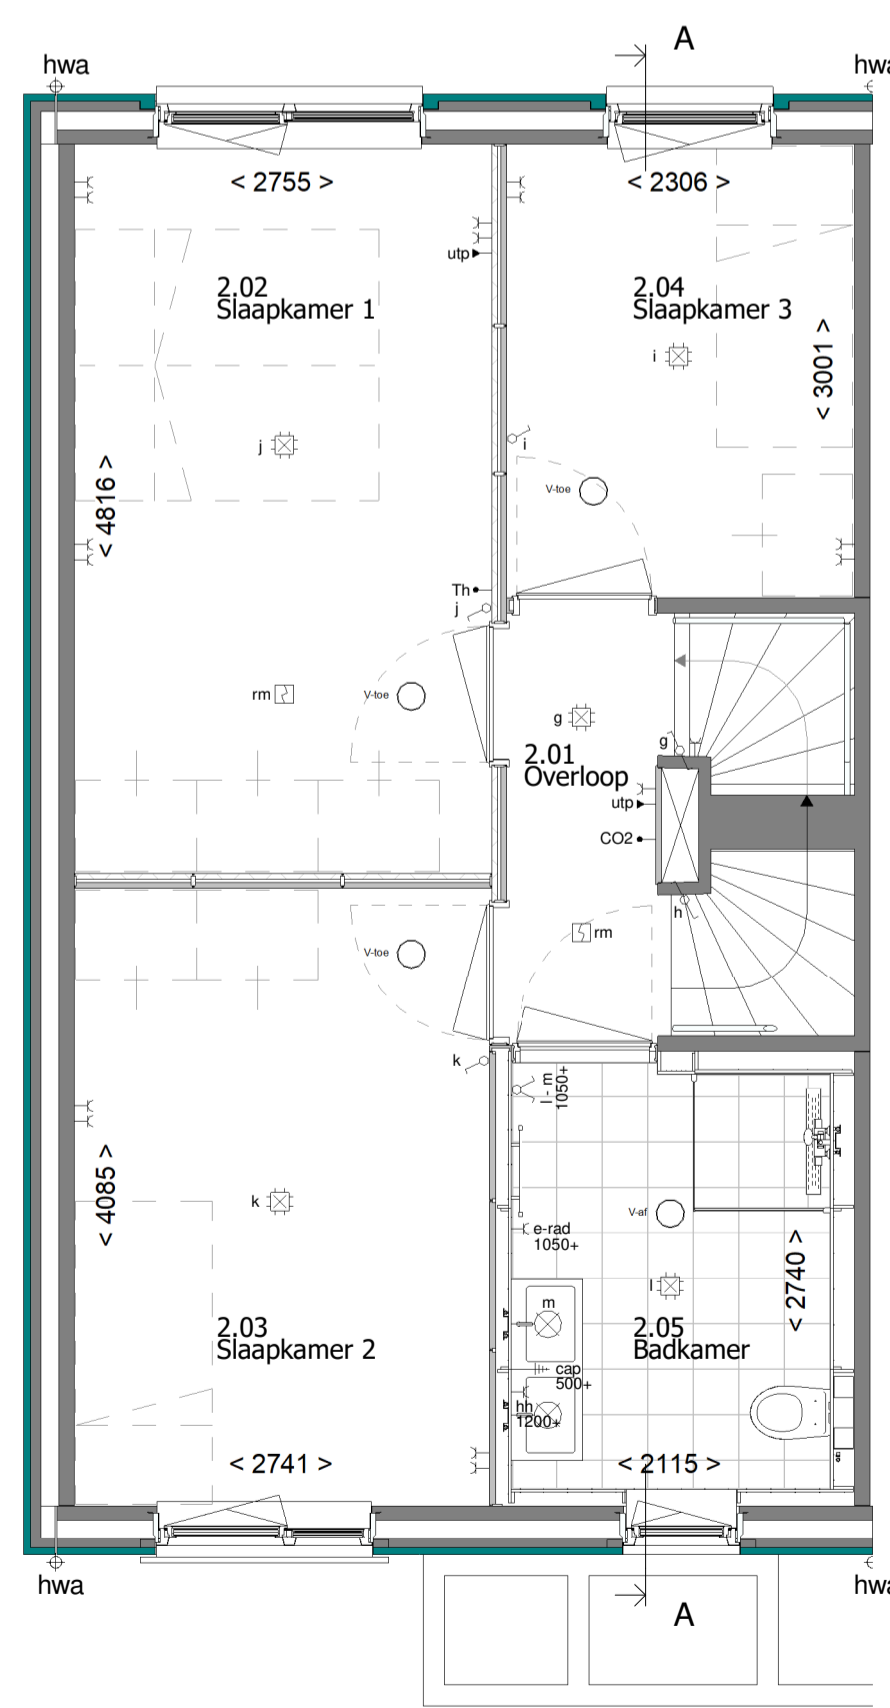 A
hwa
hwa
< 2755 >
< 2306 >
utp
2.02
Slaapkamer 1
2.04
Slaapkamer 3
< 3001 >
i
j
i
< 4816 >
V-toe
Th
j
rm
V-toe
g
g
2.01
Overloop
utp
CO2
h
rm
V-toe
k
l - m
1050+
< 4085 >
k
V-af
e-rad
1050+
< 2740 >
l
m
2.03
Slaapkamer 2
2.05
Badkamer
cap
500+
hh
1200+
< 2741 >
< 2115 >
hwa
hwa
A